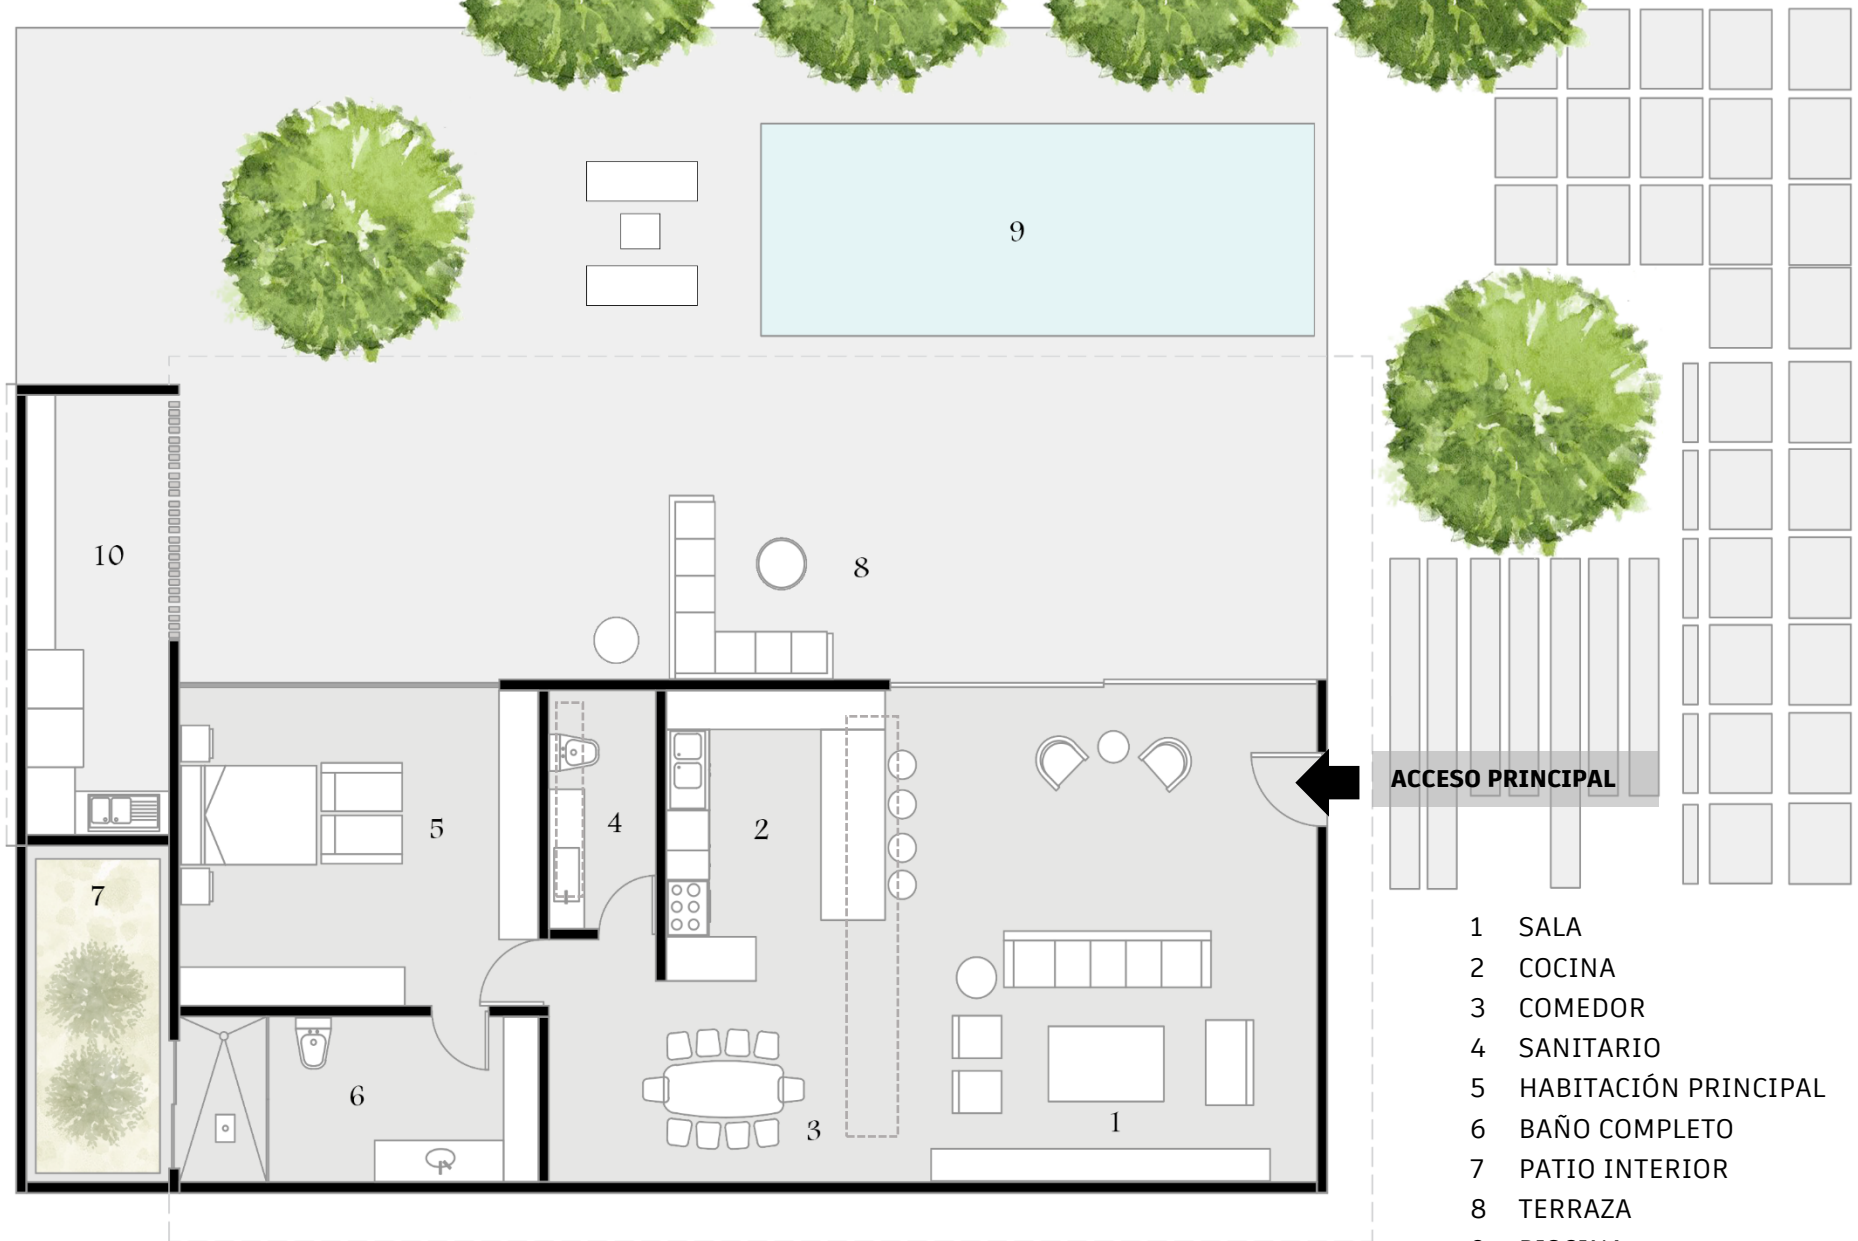 9
10
8
ACCESO PRINCIPAL
5
4
2
7
6
3
1
1 SALA
2 COCINA
3 COMEDOR
4 SANITARIO
5 HABITACIÓN PRINCIPAL
6 BAÑO COMPLETO
7 PATIO INTERIOR
8 TERRAZA